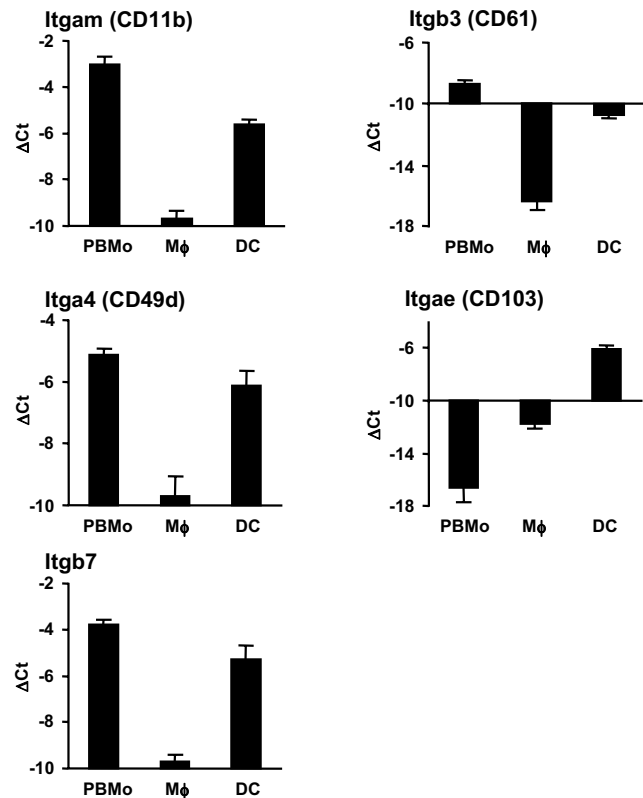 Itgam (CD11b)
-2
-4
-6
-8
-10
ΔCt
PBMo Mϕ DC
Itgb3 (CD61)
-6
-10
-14
-18
ΔCt
PBMo Mϕ DC
Itga4 (CD49d)
-4
-6
-8
-10
ΔCt
PBMo Mϕ DC
Itgae (CD103)
-6
-10
-14
-18
ΔCt
PBMo Mϕ DC
Itgb7
-2
-4
-6
-8
-10
ΔCt
PBMo Mϕ DC